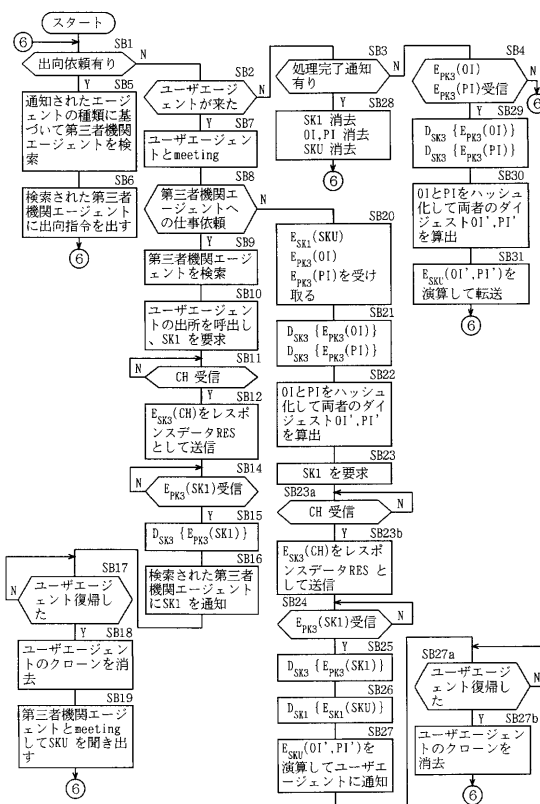 スタート
6
SB1
出向依頼有り
N
Y
SB5
通知されたエー
ジェントの種類に基
づいて第三者機関
エージェントを検
索
SB6
検索された第三者
機関エージェント
に出向指令を出す
6
SB2
ユーザエージ
ェントが来た
N
Y
SB7
ユーザエージェン
トとmeeting
SB8
第三者機関エ
ージェントへの
仕事依頼
N
Y
SB9
第三者機関エー
ジェントを検索
SB10
ユーザエージェン
トの出所を呼出し
、SK1 を要求
SB11
N
CH 受信
Y
SB12
ESK3(CH)をレスポ
ンスデータRES
として送信
SB14
N
EPK3(SK1)受信
Y
SB15
DSK3 {EPK3(SK1)}
SB16
検索された第三者
機関エージェント
にSK1 を通知
SB17
N
ユーザエージ
ェント復帰し
た
Y
SB18
ユーザエージェン
トのクローンを消
去
SB19
第三者機関エージ
ェントとmeeting
してSKU を聞き出
す
6
SB3
処理完了通知
有り
N
Y
SB28
SK1 消去
OI,PI 消去
SKU 消去
6
SB20
ESK1(SKU)
EPK3(OI)
EPK3(PI)を受け
取る
SB21
DSK3 {EPK3(OI)}
DSK3 {EPK3(PI)}
SB22
OIとPIをハッシュ
化して両者のダイ
ジェストOI',PI'
を算出
SB23
SK1 を要求
SB23a
CH 受信
N
Y
SB23b
ESK3(CH)をレスポ
ンスデータRES と
して送信
SB24
EPK3(SK1)受信
N
Y
SB25
DSK3 {EPK3(SK1)}
SB26
DSK1 {ESK1(SKU)}
SB27
ESKU(OI',PI')を
演算してユーザエ
ージェントに通知
SB4
EPK3(OI)
EPK3(PI)受信
N
6
Y
SB29
DSK3 {EPK3(OI)}
DSK3 {EPK3(PI)}
SB30
OIとPIをハッシュ
化して両者のダイ
ジェストOI',PI'
を算出
SB31
ESKU(OI',PI')を
演算して転送
6
SB27a
ユーザエージ
ェント復帰し
た
N
Y
SB27b
ユーザエージェン
トのクローンを
消去
6